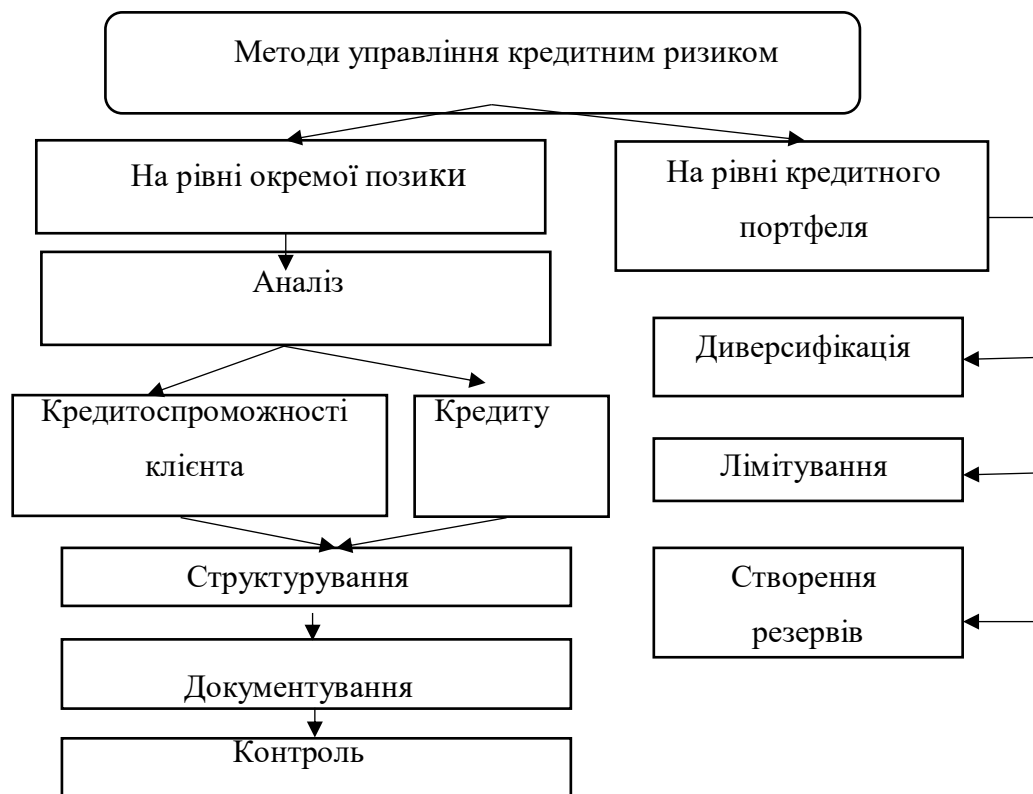 Методи управління кредитним ризиком
На рівні окремої позики
На рівні кредитного
портфеля
Аналіз
Диверсифікація
Кредитоспроможності
клієнта
Кредиту
Лімітування
Структурування
Створення
резервів
Документування
Контроль